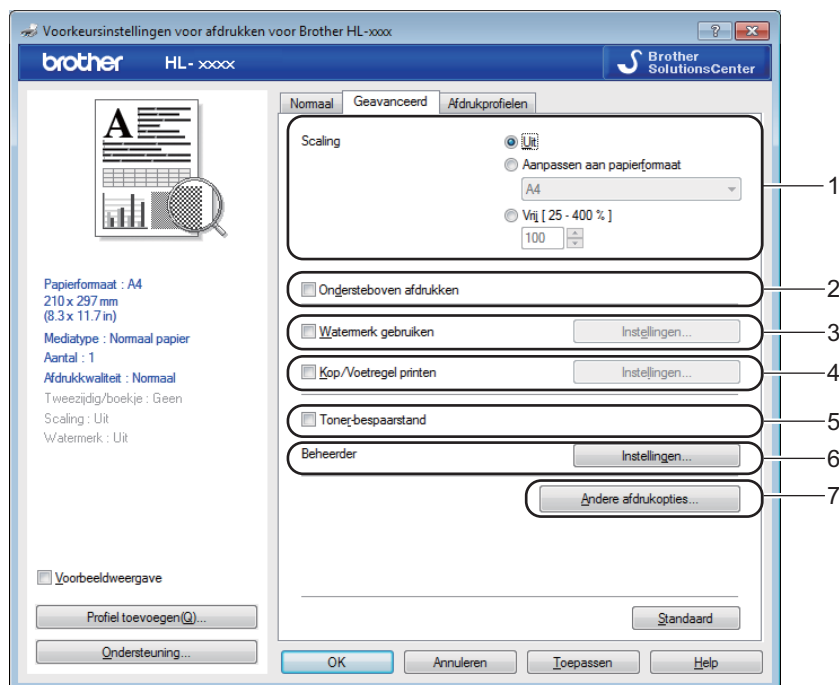 Voorkeursinstellingen voor afdrukken voor Brother HL-xxxx
brother HL- xxxx
Brother
SolutionsCenter
Normaal Geavanceerd Afdrukprofielen
A
Scaling
Uit
Aanpassen aan papierformaat
A4
Vrij [ 25 - 400 % ]
100
1
Ondersteboven afdrukken
2
Watermerk gebruiken Instellingen...
3
Kop/Voetregel printen Instellingen...
4
Toner-bespaarstand
5
Beheerder Instellingen...
6
Andere afdrukopties...
7
Papierformaat : A4
210 x 297 mm
(8.3 x 11.7 in)
Mediatype : Normaal papier
Aantal : 1
Afdrukkwaliteit : Normaal
Tweezijdig/boekje : Geen
Scaling : Uit
Watermerk : Uit
Voorbeeldweergave
Profiel toevoegen(Q)...
Ondersteuning...
Standaard
OK Annuleren Toepassen Help